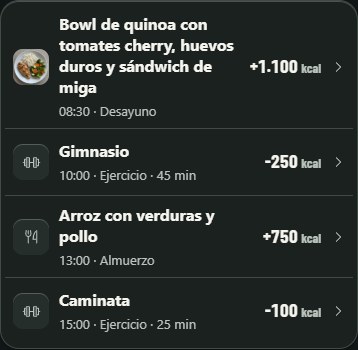 Bowl de quinoa con
tomates cherry, huevos
duros y sándwich de
miga
+1.100 kcal
08:30 · Desayuno
Gimnasio
-250 kcal
10:00 · Ejercicio · 45 min
Arroz con verduras y
pollo
+750 kcal
13:00 · Almuerzo
Caminata
-100 kcal
15:00 · Ejercicio · 25 min